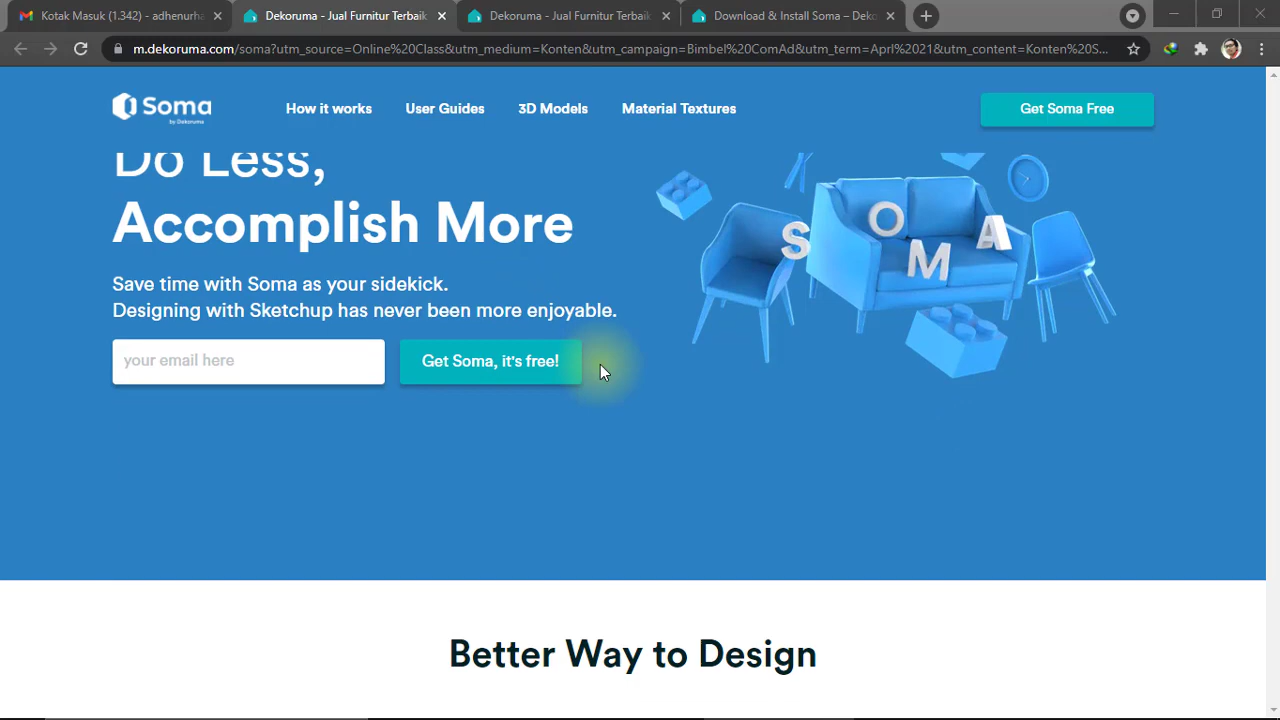 Kotak Masuk (1.342) - adhenurha
Dekoruma - Jual Furnitur Terbaik
Dekoruma - Jual Furnitur Terbaik
Download & Install Soma – Deko
m.dekoruma.com/soma?utm_source=Online%20Class&utm_medium=Konten&utm_campaign=Bimbel%20ComAd&utm_term=Aprl%2021&utm_content=Konten%20S...
Soma
by Dekoruma
How it works
User Guides
3D Models
Material Textures
Get Soma Free
Do Less,
Accomplish More
SOMA
Save time with Soma as your sidekick.
Designing with Sketchup has never been more enjoyable.
your email here
Get Soma, it's free!
Better Way to Design